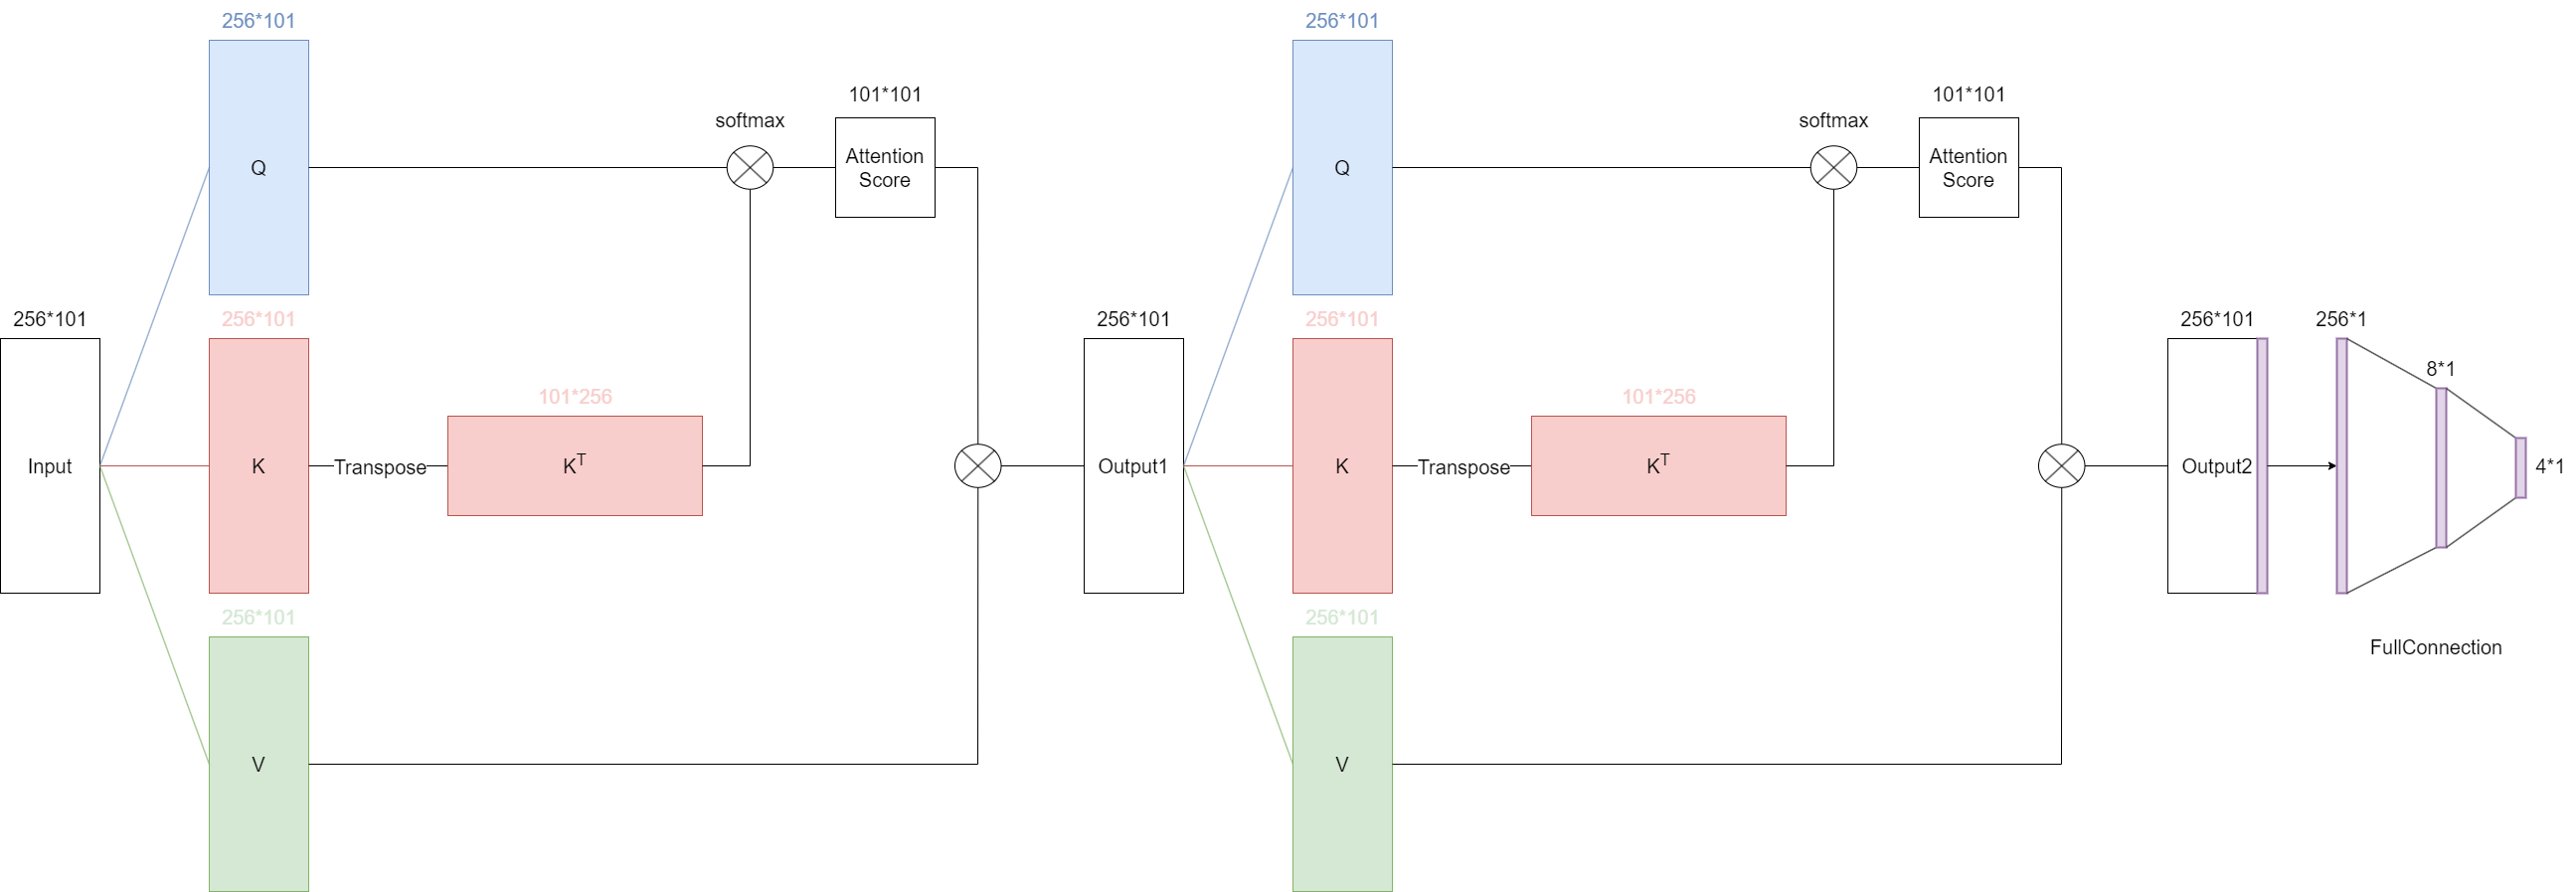 256*101
Q
256*101
Input
256*101
K
Transpose
101*256
K^T
256*101
V
softmax
101*101
Attention
Score
256*101
Output1
256*101
Q
256*101
K
Transpose
101*256
K^T
256*101
V
softmax
101*101
Attention
Score
256*101
Output2
256*1
8*1
4*1
FullConnection